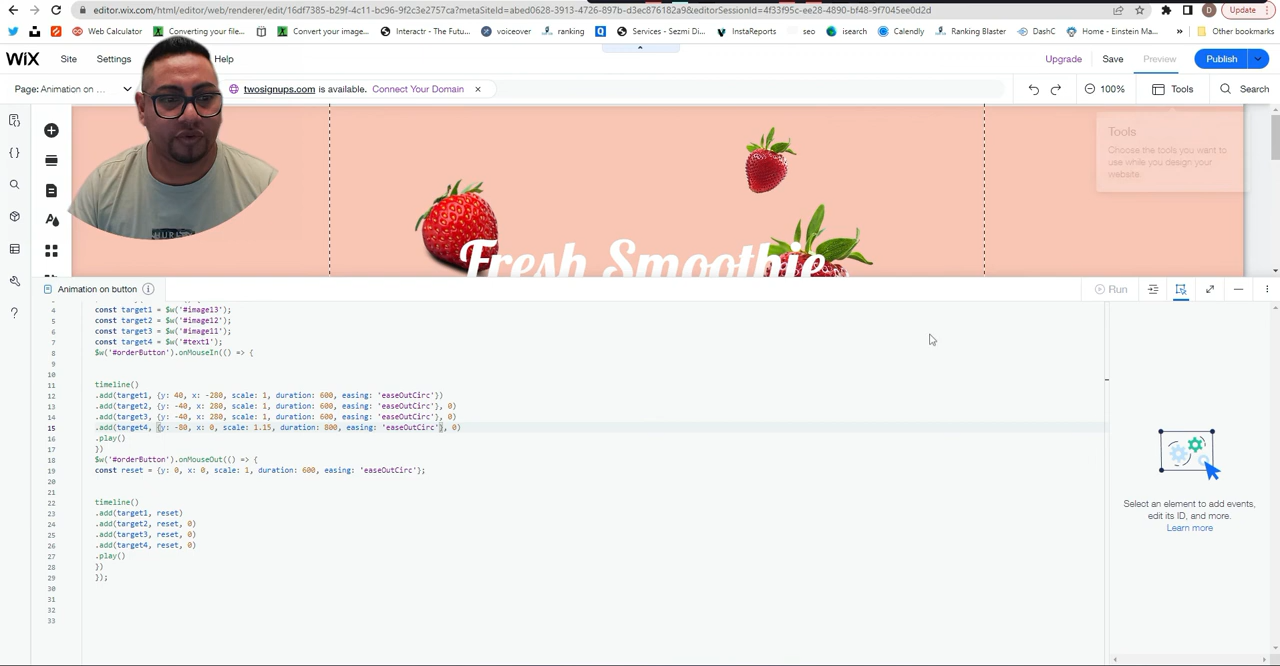 editor.wix.com/html/editor/web/renderer/edit/16df7385-b29f-4c11-bc96-9f2c3e2757ca?metaSiteId=abed0628-3913-4726-897b-d3ec876182a9&editorSessionId=4f33f95c-ee28-4890-bf48-9f7045ee0d2d
D
Update
Web Calculator
Converting your file...
Convert your image...
Interactr - The Futu...
voiceover
ranking
Services - Sezmi Di...
InstaReports
seo
isearch
Calendly
Ranking Blaster
DashC
Home - Einstein Ma...
»
Other bookmarks
WiX
Site
Settings
Help
Upgrade
Save
Preview
Publish
Page: Animation on ...
twosignups.com is available.
Connect Your Domain
100%
Tools
Search
Tools
Choose the tools you want to
use while you design your
website.
Fresh Smoothie
Animation on button
Run
4 const target1 = $w('#image13');
5 const target2 = $w('#image12');
6 const target3 = $w('#image11');
7 const target4 = $w('#text1');
8 $w('#orderButton').onMouseIn(() => {
9
10
11 timeline()
12 .add(target1, {y: 40, x: -280, scale: 1, duration: 600, easing: 'easeOutCirc'})
13 .add(target2, {y: -40, x: 280, scale: 1, duration: 600, easing: 'easeOutCirc'}, 0)
14 .add(target3, {y: -40, x: 280, scale: 1, duration: 600, easing: 'easeOutCirc'}, 0)
15 .add(target4, {y: -80, x: 0, scale: 1.15, duration: 800, easing: 'easeOutCirc'}, 0)
16 .play()
17 })
18 $w('#orderButton').onMouseOut(() => {
19 const reset = {y: 0, x: 0, scale: 1, duration: 600, easing: 'easeOutCirc'};
20
21
22 timeline()
23 .add(target1, reset)
24 .add(target2, reset, 0)
25 .add(target3, reset, 0)
26 .add(target4, reset, 0)
27 .play()
28 })
29 });
30
31
32
33
Select an element to add events,
edit its ID, and more.
Learn more